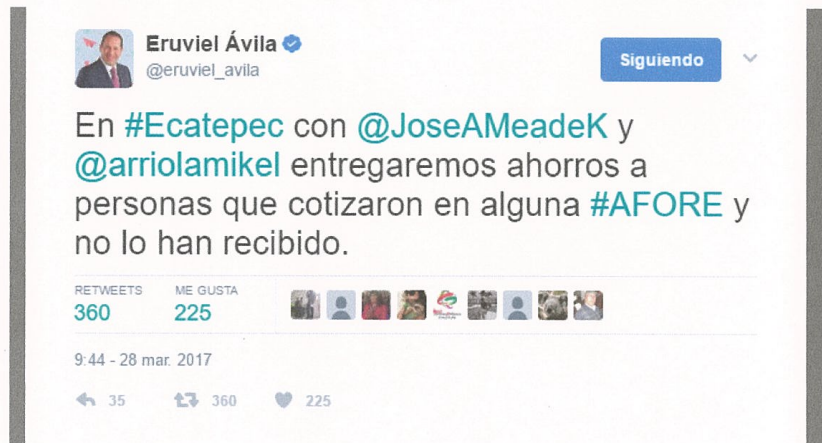 Eruviel Ávila
@eruviel_avila
Siguiendo
En #Ecatepec con @JoseAMeadeK y
@arriolamikel entregaremos ahorros a
personas que cotizaron en alguna #AFORE y
no lo han recibido.
RETWEETS ME GUSTA
360 225
9:44 - 28 mar. 2017
35 360 225